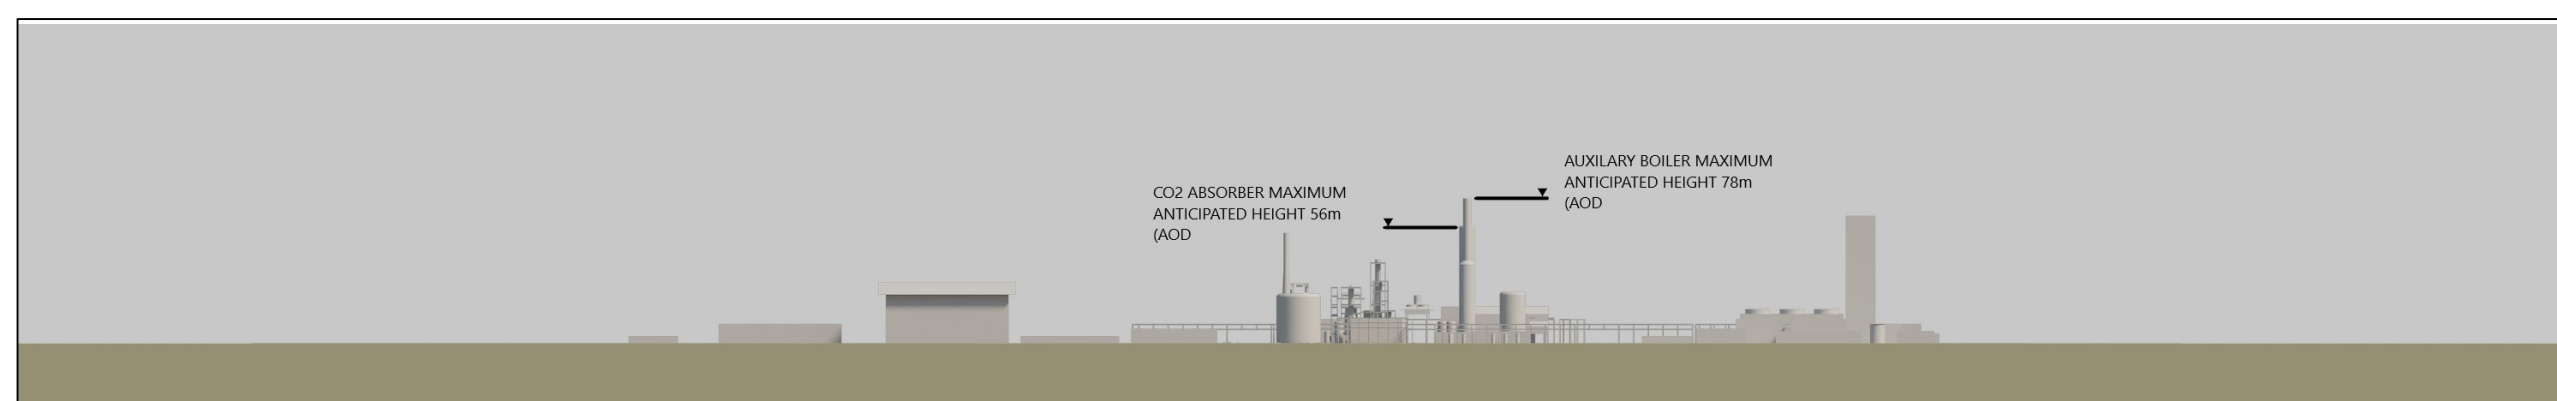 CO2 ABSORBER MAXIMUM
ANTICIPATED HEIGHT 56m
(AOD
AUXILARY BOILER MAXIMUM
ANTICIPATED HEIGHT 78m
(AOD